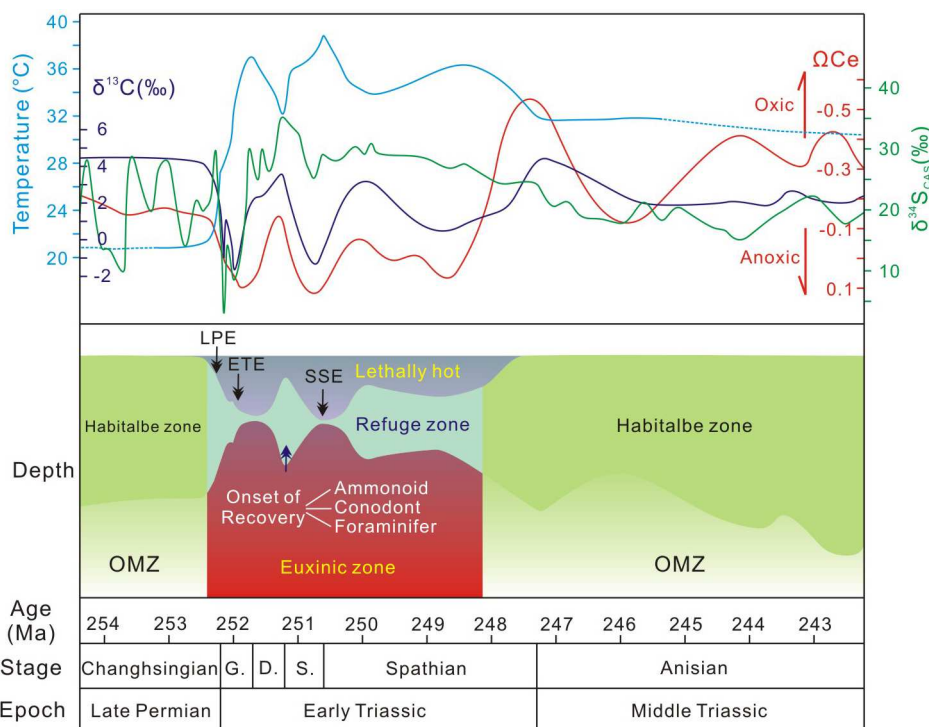 Temperature (°C)
40
36
32
28
24
20
δ¹³C(‰)
6
4
2
0
-2
ΩCe
Oxic
-0.5
-0.3
-0.1
0.1
Anoxic
40
30
20
10
δ³⁴S_CAS(‰)
LPE
ETE
SSE
Lethally hot
Habitalbe zone
Refuge zone
Habitalbe zone
Depth
Onset of
Recovery
Ammonoid
Conodont
Foraminifer
OMZ
Euxinic zone
OMZ
Age
(Ma)
254 253 252 251 250 249 248 247 246 245 244 243
Stage
Changhsingian G. D. S. Spathian Anisian
Epoch
Late Permian Early Triassic Middle Triassic